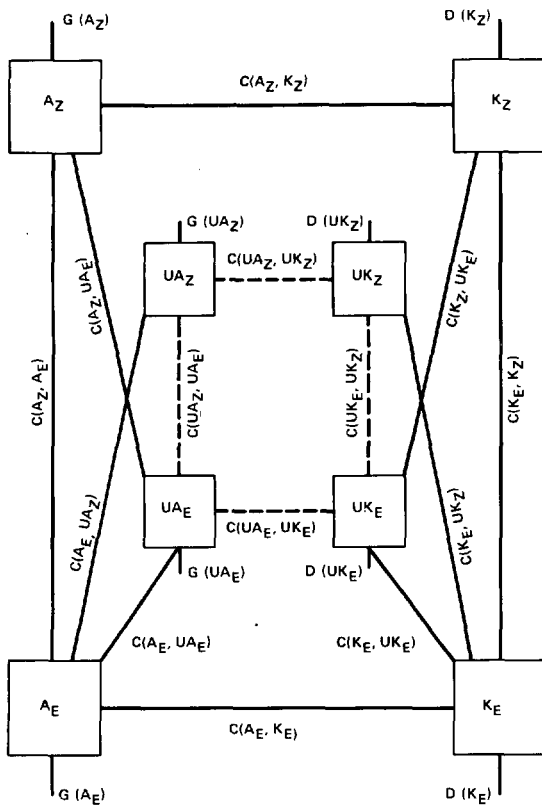 G (A_Z)
D (K_Z)
A_Z
C(A_Z, K_Z)
K_Z
G (UA_Z)
D (UK_Z)
C(UA_Z, UK_Z)
UA_Z
UK_Z
C(A_Z, UA_E)
C(K_Z, UK_E)
C(A_Z, A_E)
C(UA_Z, UA_E)
C(UK_E, UK_Z)
C(K_E, K_Z)
C(A_E, UA_Z)
C(K_E, UK_Z)
UA_E
UK_E
C(UA_E, UK_E)
G (UA_E)
D (UK_E)
C(A_E, UA_E)
C(K_E, UK_E)
A_E
K_E
C(A_E, K_E)
G (A_E)
D (K_E)